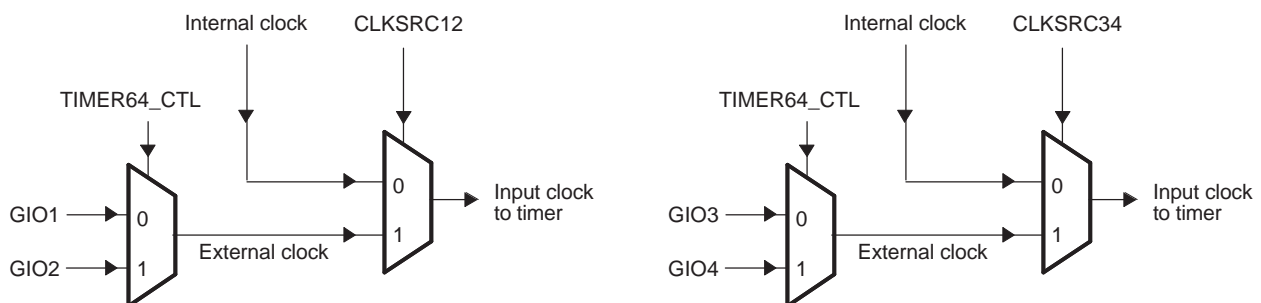 Internal clock
CLKSRC12
TIMER64_CTL
0
Input clock
to timer
GIO1
0
1
External clock
GIO2
1
Internal clock
CLKSRC34
TIMER64_CTL
0
Input clock
to timer
GIO3
0
1
External clock
GIO4
1